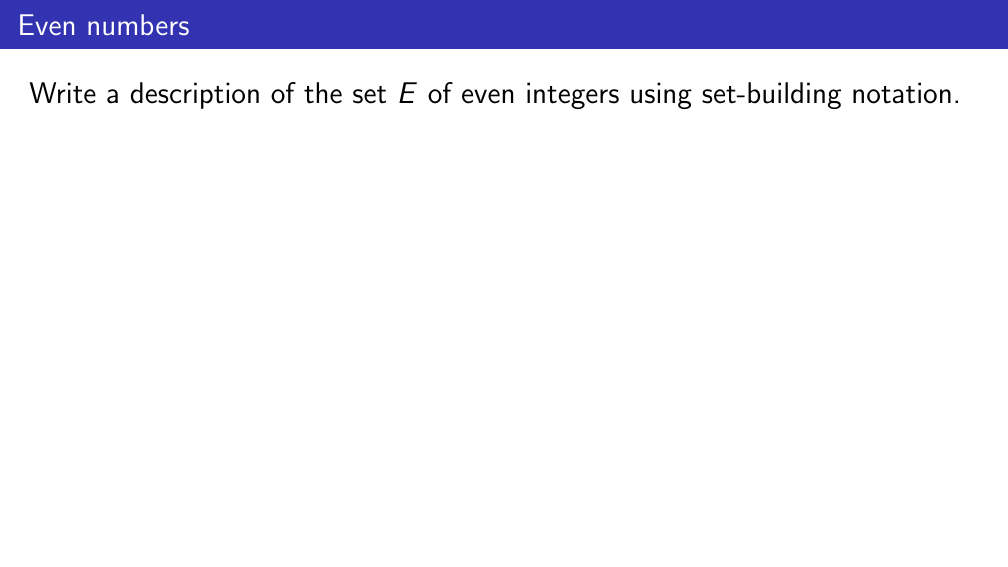 Even numbers
Write a description of the set E of even integers using set-building notation.